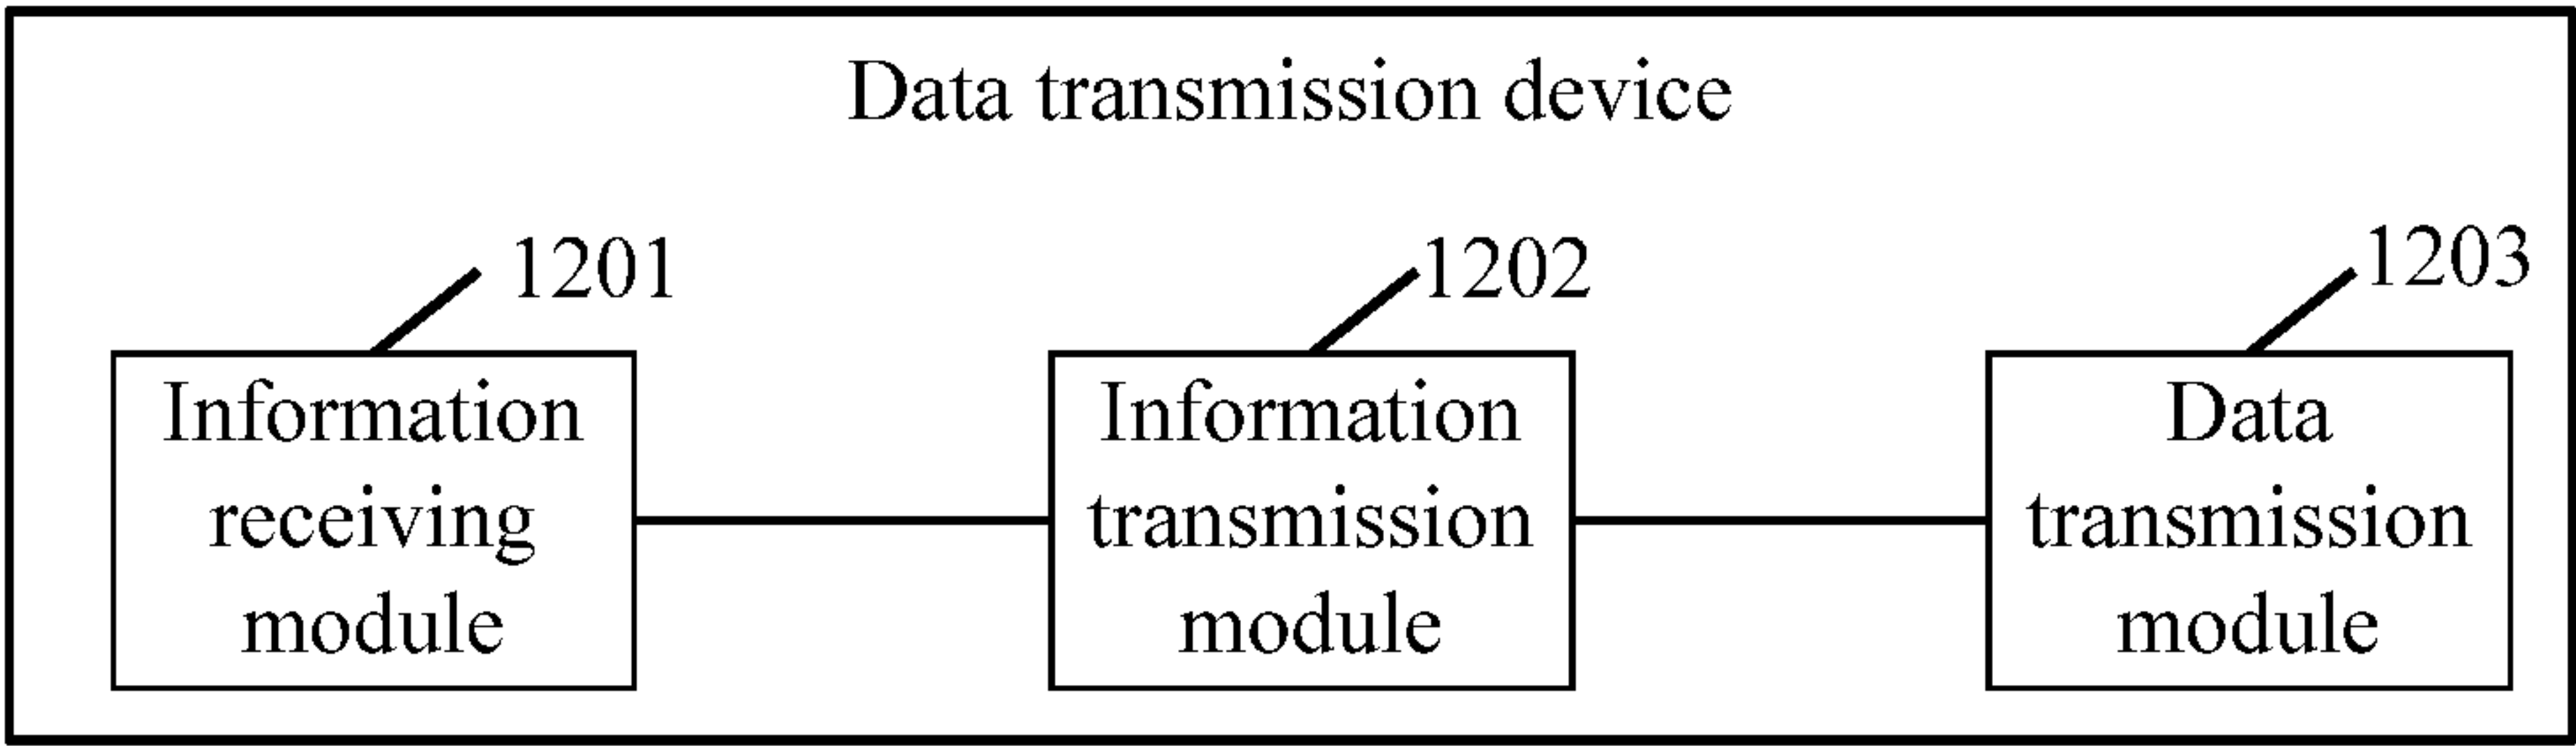 Data transmission device
1201
1202
1203
Information
receiving
module
Information
transmission
module
Data
transmission
module